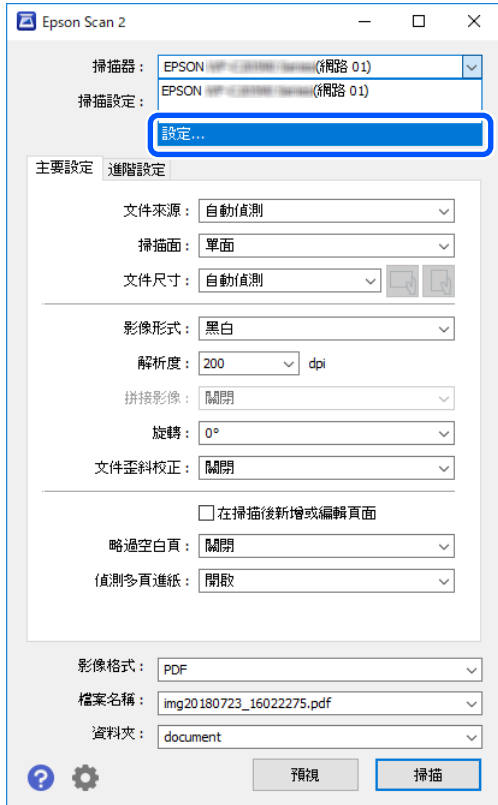 Epson Scan 2
掃描器： EPSON (網路 01)
EPSON (網路 01)
掃描設定：
設定...
主要設定 進階設定
文件來源： 自動偵測
掃描面： 單面
文件尺寸： 自動偵測
影像形式： 黑白
解析度： 200 dpi
拼接影像： 關閉
旋轉： 0°
文件歪斜校正： 關閉
在掃描後新增或編輯頁面
略過空白頁： 關閉
偵測多頁進紙： 開啟
影像格式： PDF
檔案名稱： img20180723_16022275.pdf
資料夾： document
預視 掃描